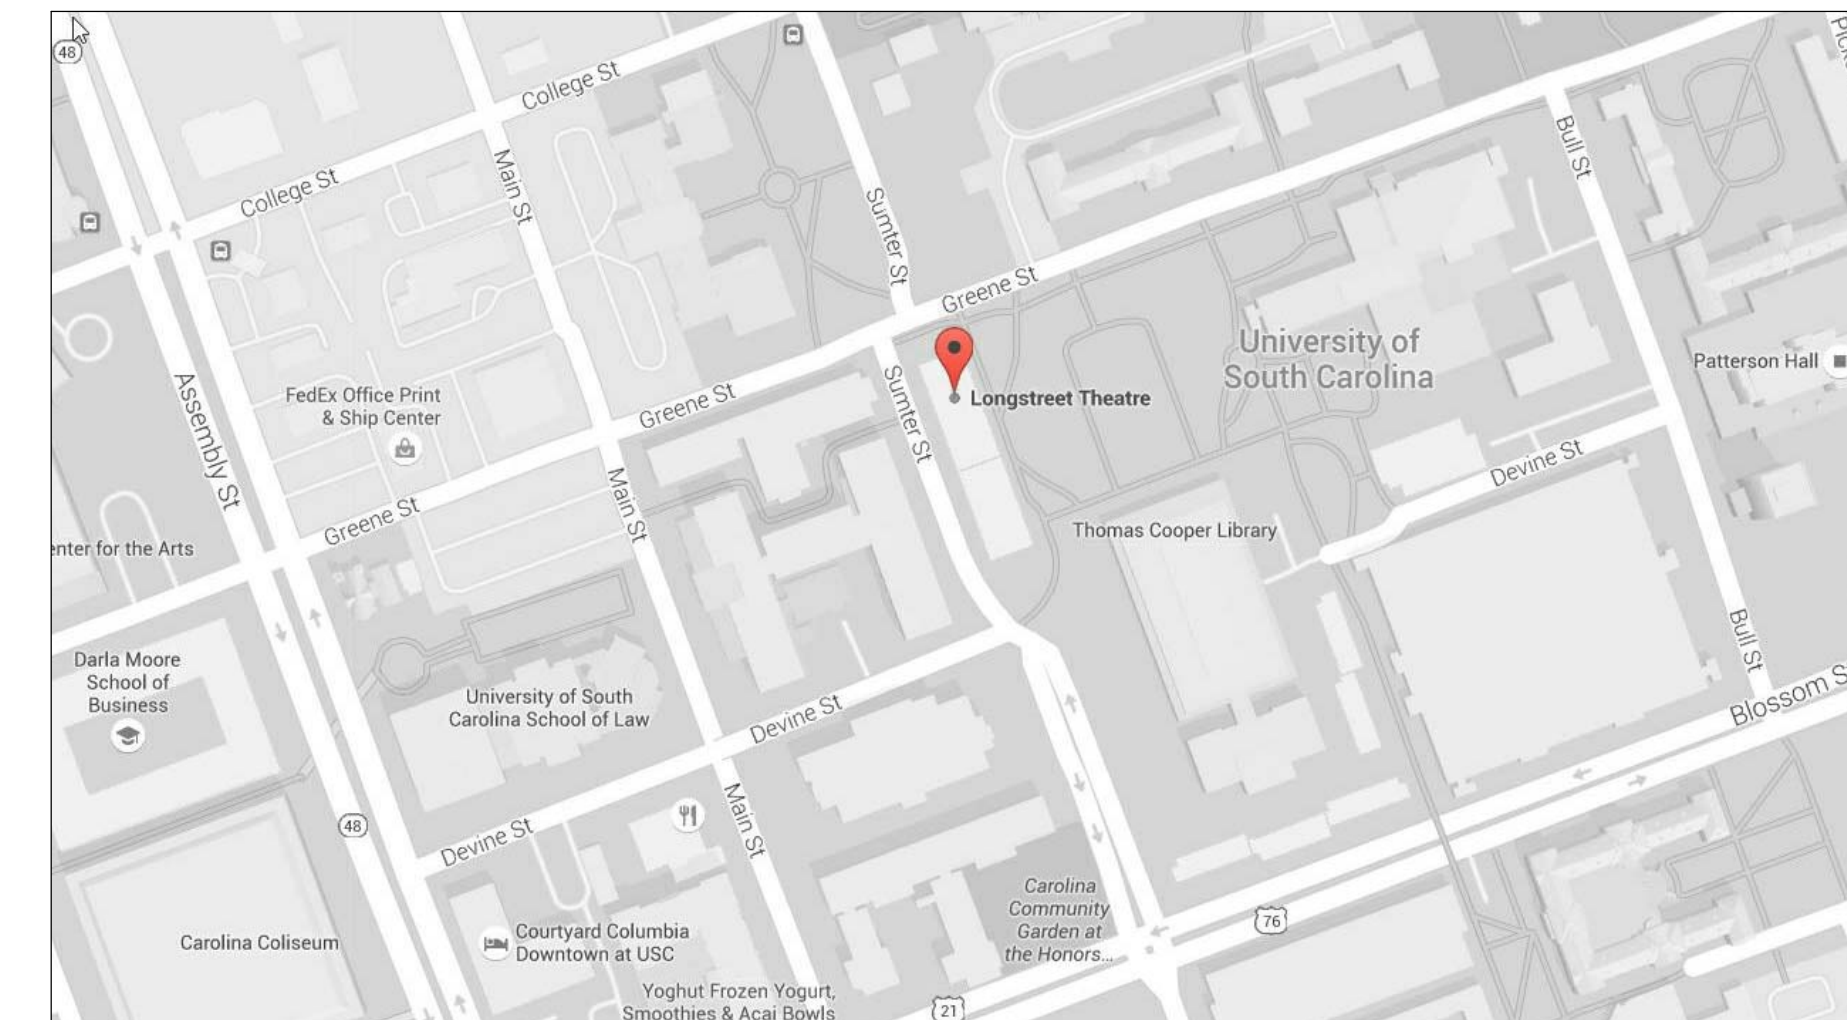 48
College St
College St
Main St
Sumter St
Bull St
Greene St
University of
South Carolina
Patterson Hall
Assembly St
FedEx Office Print
& Ship Center
Greene St
Sumter St
Longstreet Theatre
Devine St
Main St
Greene St
enter for the Arts
Thomas Cooper Library
Darla Moore
School of
Business
University of South
Carolina School of Law
Devine St
Bull St
Blossom S
48
Devine St
Main St
Carolina
Community
Garden at
the Honors...
76
Carolina Coliseum
Courtyard Columbia
Downtown at USC
Yoghut Frozen Yogurt,
Smoothies & Acai Bowls
21